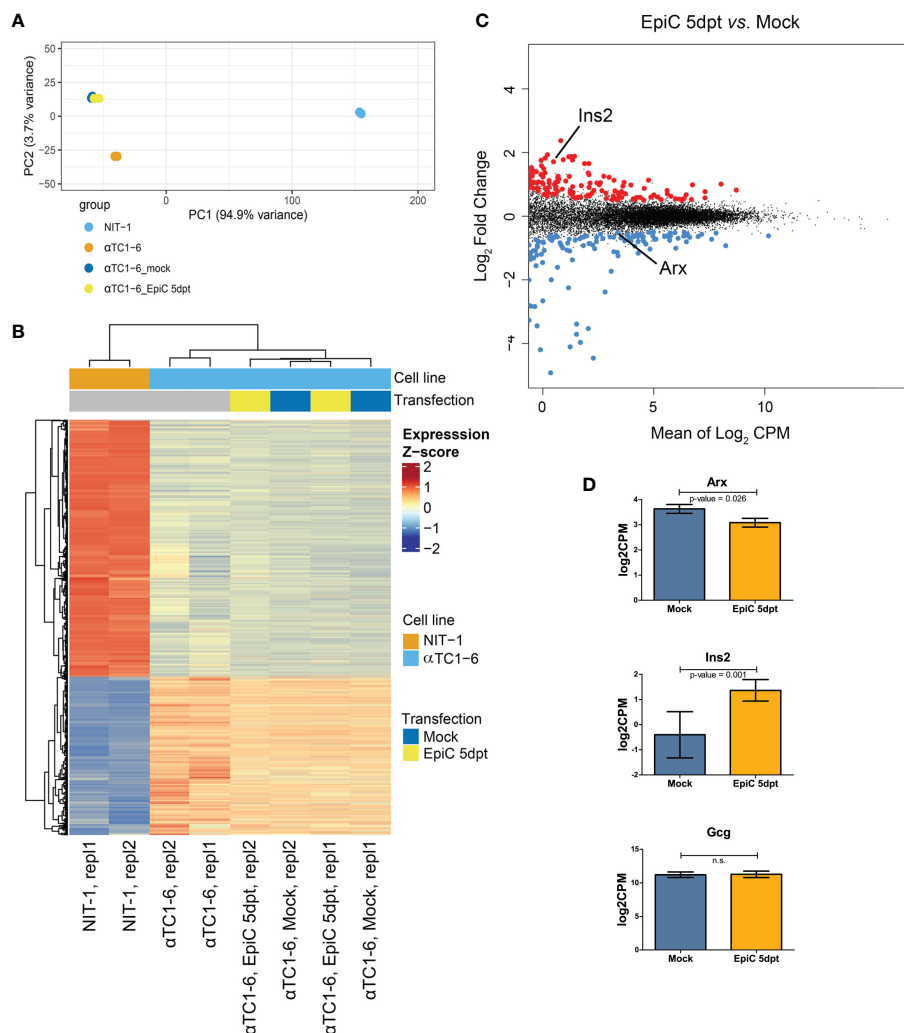 A
PC2 (3.7% variance)
50
25
0
−25
−50
0
100
200
PC1 (94.9% variance)
group
NIT−1
αTC1−6
αTC1−6_mock
αTC1−6_EpiC 5dpt
B
Cell line
Transfection
Expresssion
Z−score
2
1
0
−1
−2
Cell line
NIT−1
αTC1−6
Transfection
Mock
EpiC 5dpt
NIT-1, repl1
NIT-1, repl2
αTC1-6, repl2
αTC1-6, repl1
αTC1-6, EpiC 5dpt, repl2
αTC1-6, Mock, repl2
αTC1-6, EpiC 5dpt, repl1
αTC1-6, Mock, repl1
C
EpiC 5dpt vs. Mock
Log2 Fold Change
4
2
0
−2
−4
Ins2
Arx
0
5
10
Mean of Log2 CPM
D
Arx
p-value = 0.026
log2CPM
4
3
2
1
0
Mock
EpiC 5dpt
Ins2
p-value = 0.001
log2CPM
3
2
1
0
-1
-2
Mock
EpiC 5dpt
Gcg
n.s.
log2CPM
15
10
5
0
Mock
EpiC 5dpt